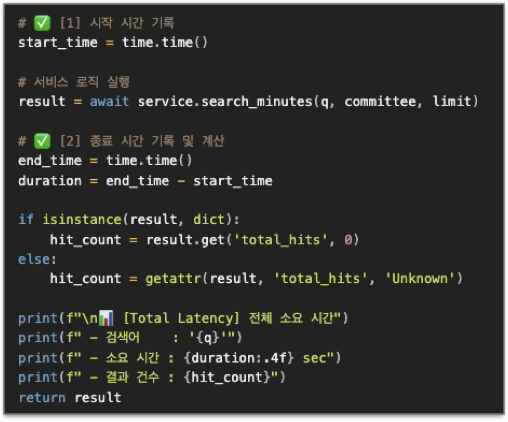 # ✅ [1] 시작 시간 기록
start_time = time.time()
# 서비스 로직 실행
result = await service.search_minutes(q, committee, limit)
# ✅ [2] 종료 시간 기록 및 계산
end_time = time.time()
duration = end_time - start_time
if isinstance(result, dict):
    hit_count = result.get('total_hits', 0)
else:
    hit_count = getattr(result, 'total_hits', 'Unknown')
print(f"\n📊 [Total Latency] 전체 소요 시간")
print(f" - 검색어    : '{q}'")
print(f" - 소요 시간 : {duration:.4f} sec")
print(f" - 결과 건수 : {hit_count}")
return result